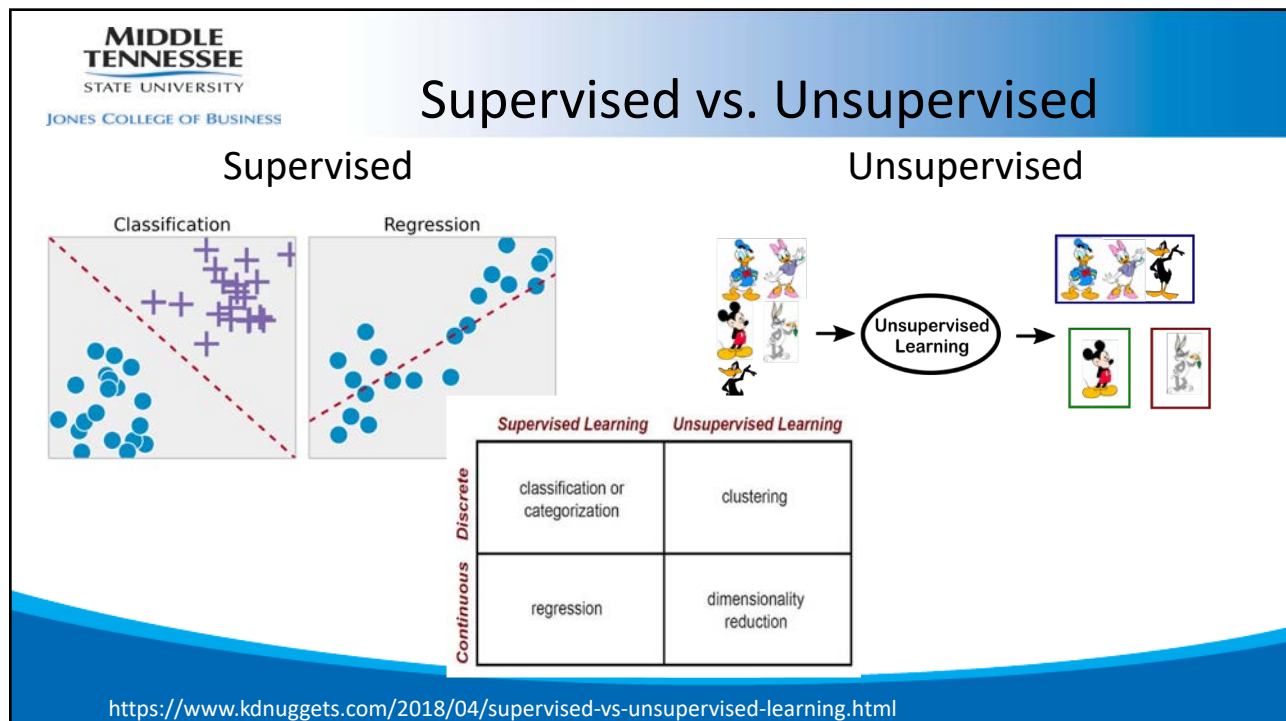 MIDDLE
TENNESSEE
STATE UNIVERSITY
JONES COLLEGE OF BUSINESS
Supervised vs. Unsupervised
Supervised
Unsupervised
Classification
Regression
Unsupervised
Learning
Supervised Learning
Unsupervised Learning
Discrete
classification or
categorization
clustering
Continuous
regression
dimensionality
reduction
https://www.kdnuggets.com/2018/04/supervised-vs-unsupervised-learning.html